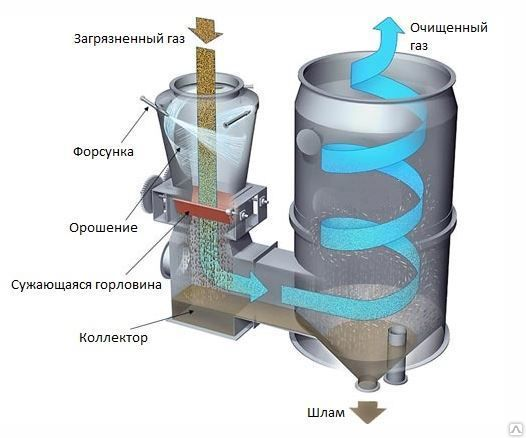 Загрязненный газ
Очищенный
газ
Форсунка
Орошение
Сужающаяся горловина
Коллектор
Шлам